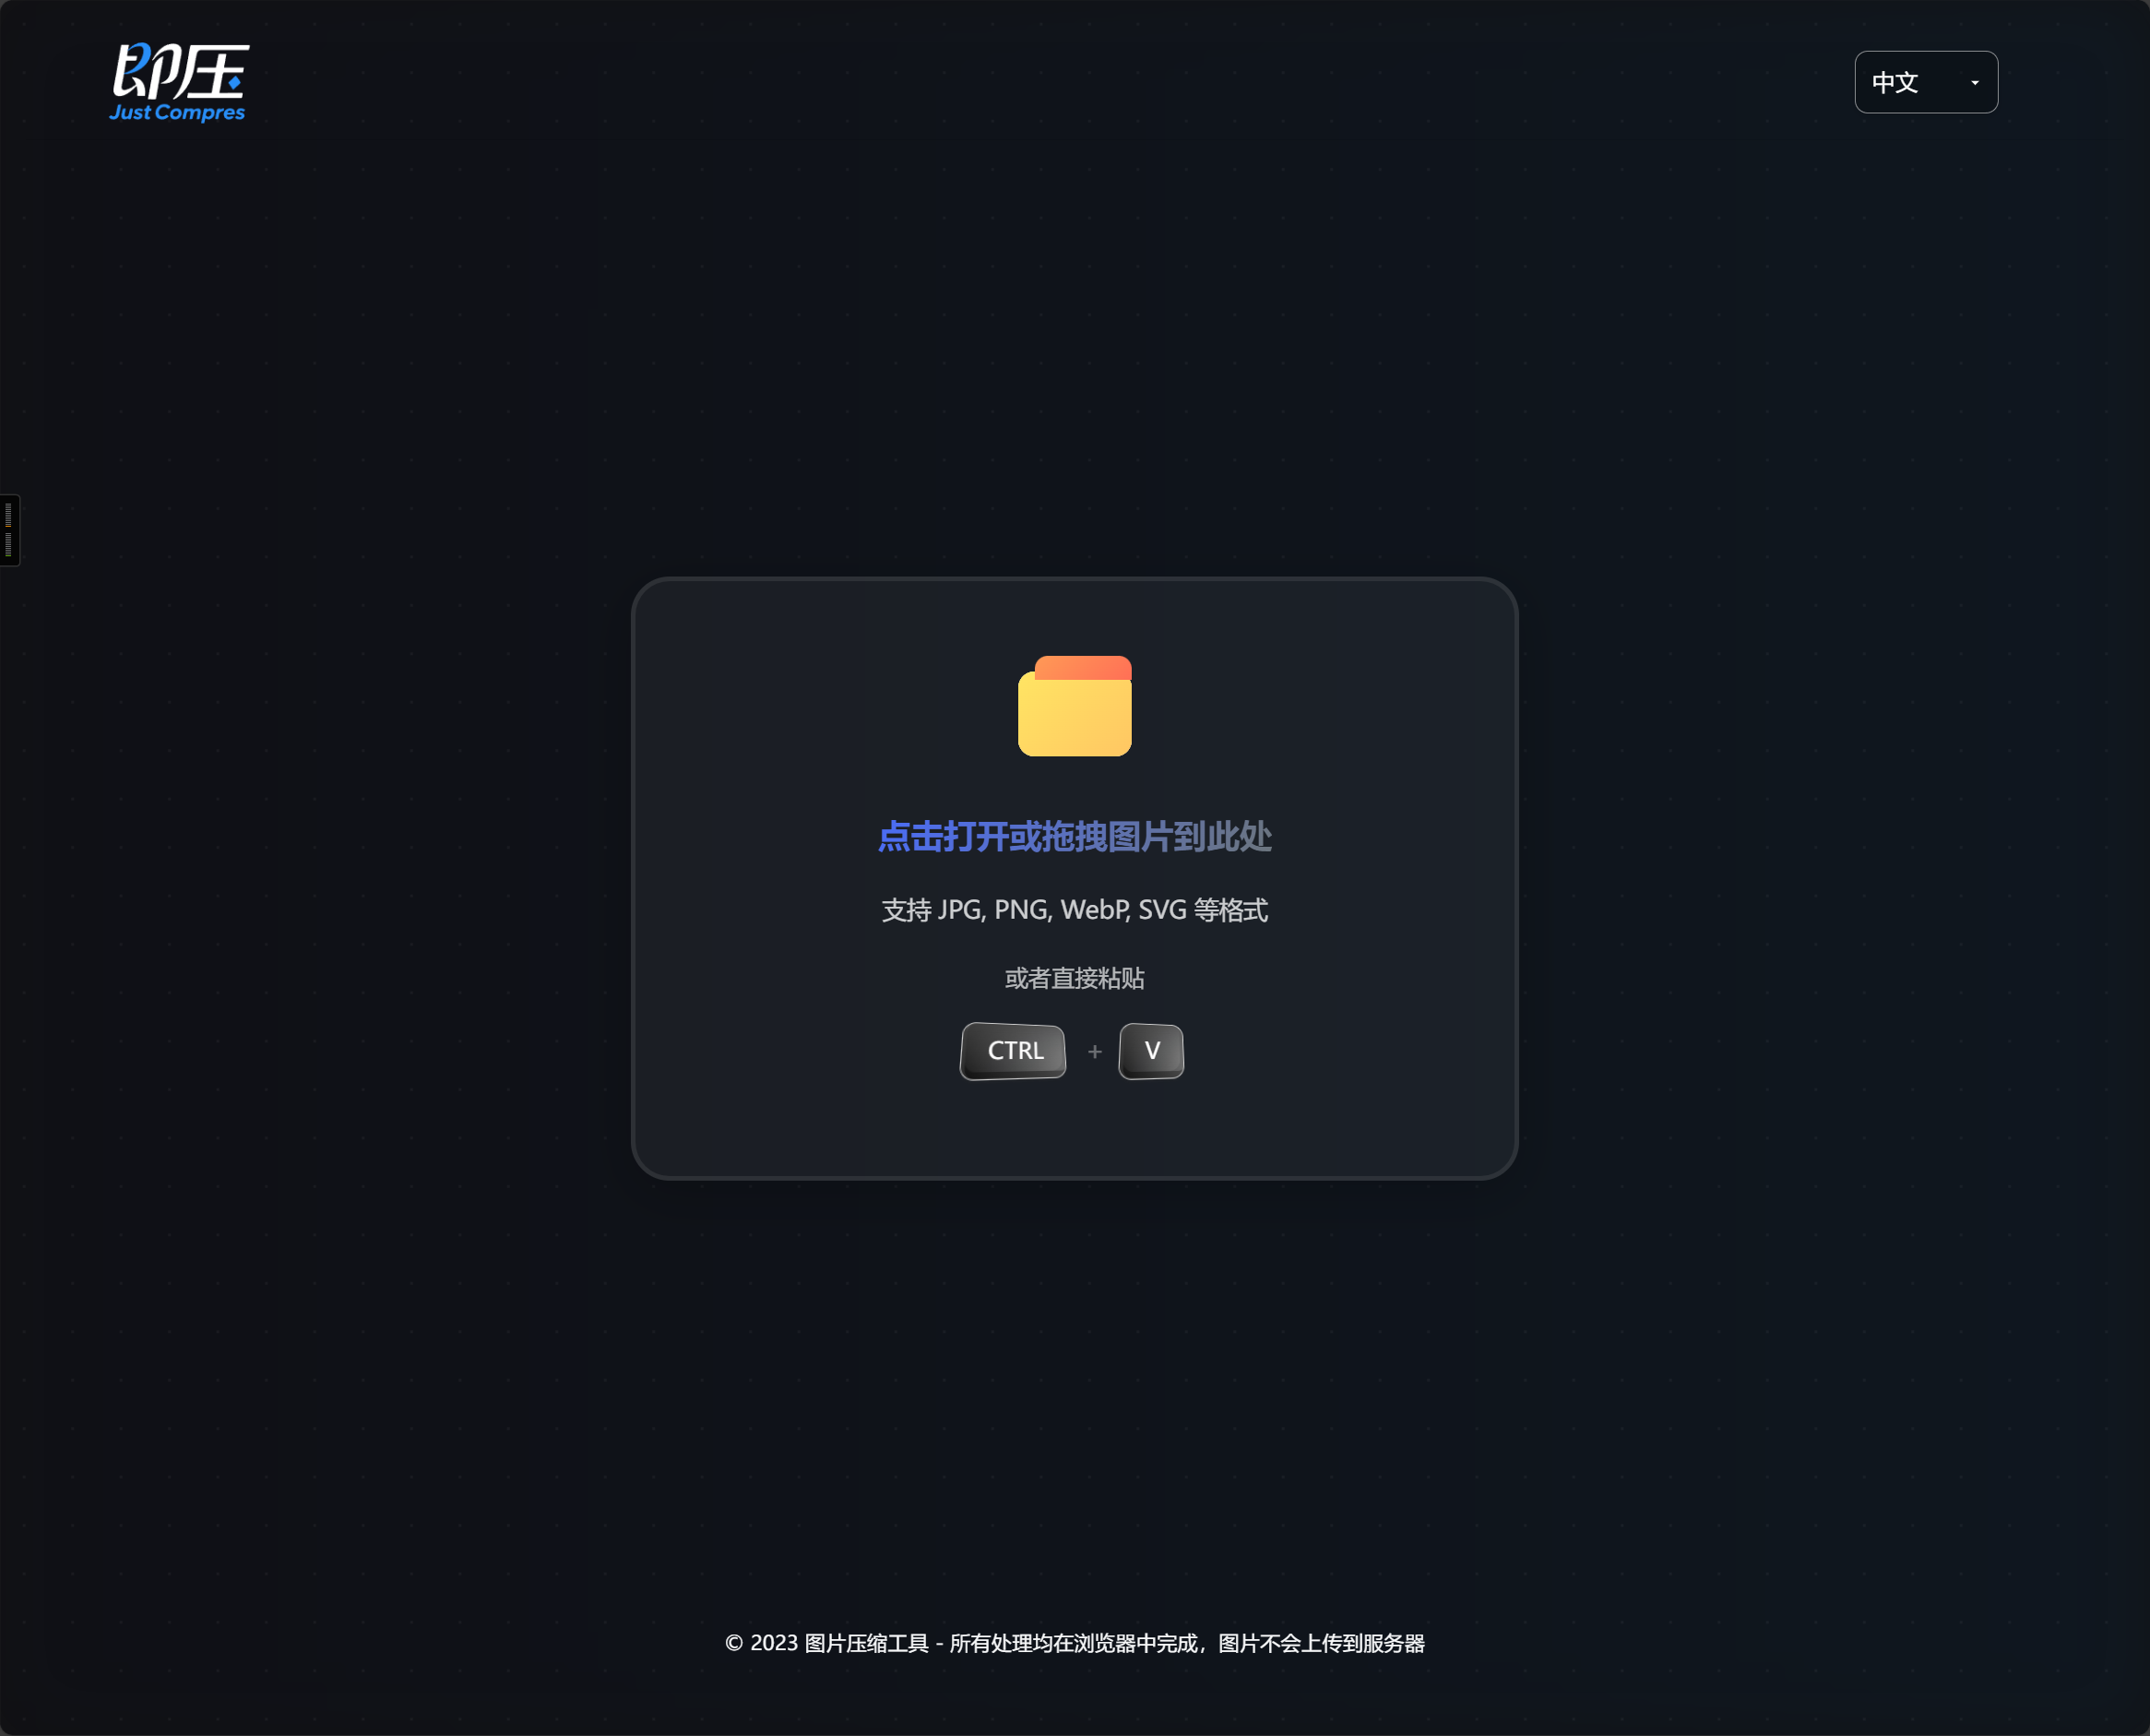 即压
Just Compres
中文
点击打开或拖拽图片到此处
支持 JPG, PNG, WebP, SVG 等格式
或者直接粘贴
CTRL + V
© 2023 图片压缩工具 - 所有处理均在浏览器中完成，图片不会上传到服务器